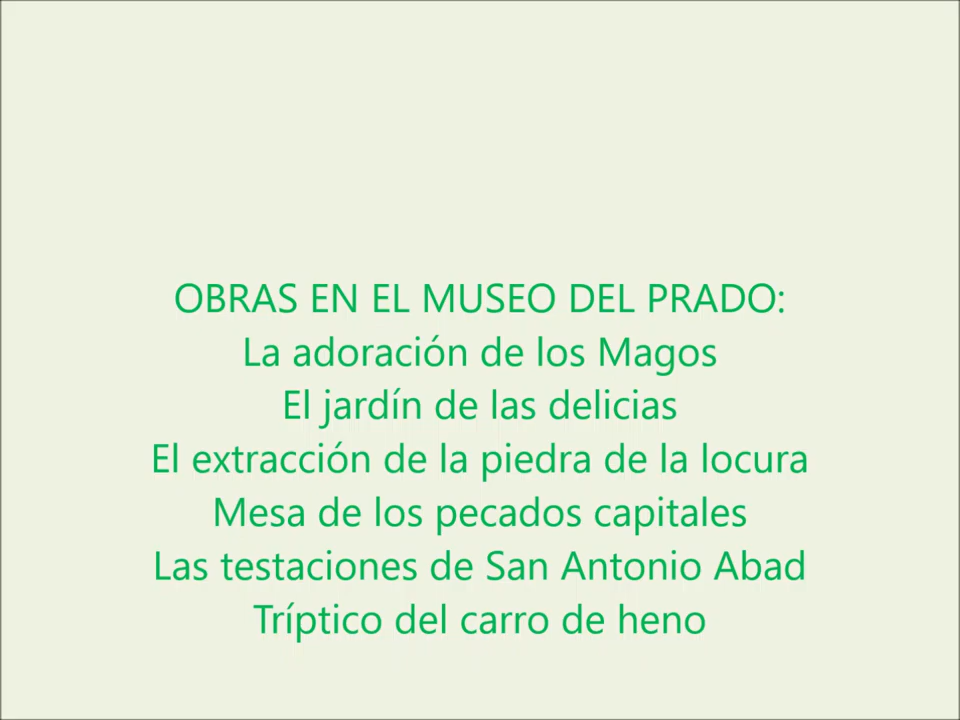 OBRAS EN EL MUSEO DEL PRADO:
La adoración de los Magos
El jardín de las delicias
El extracción de la piedra de la locura
Mesa de los pecados capitales
Las testaciones de San Antonio Abad
Tríptico del carro de heno